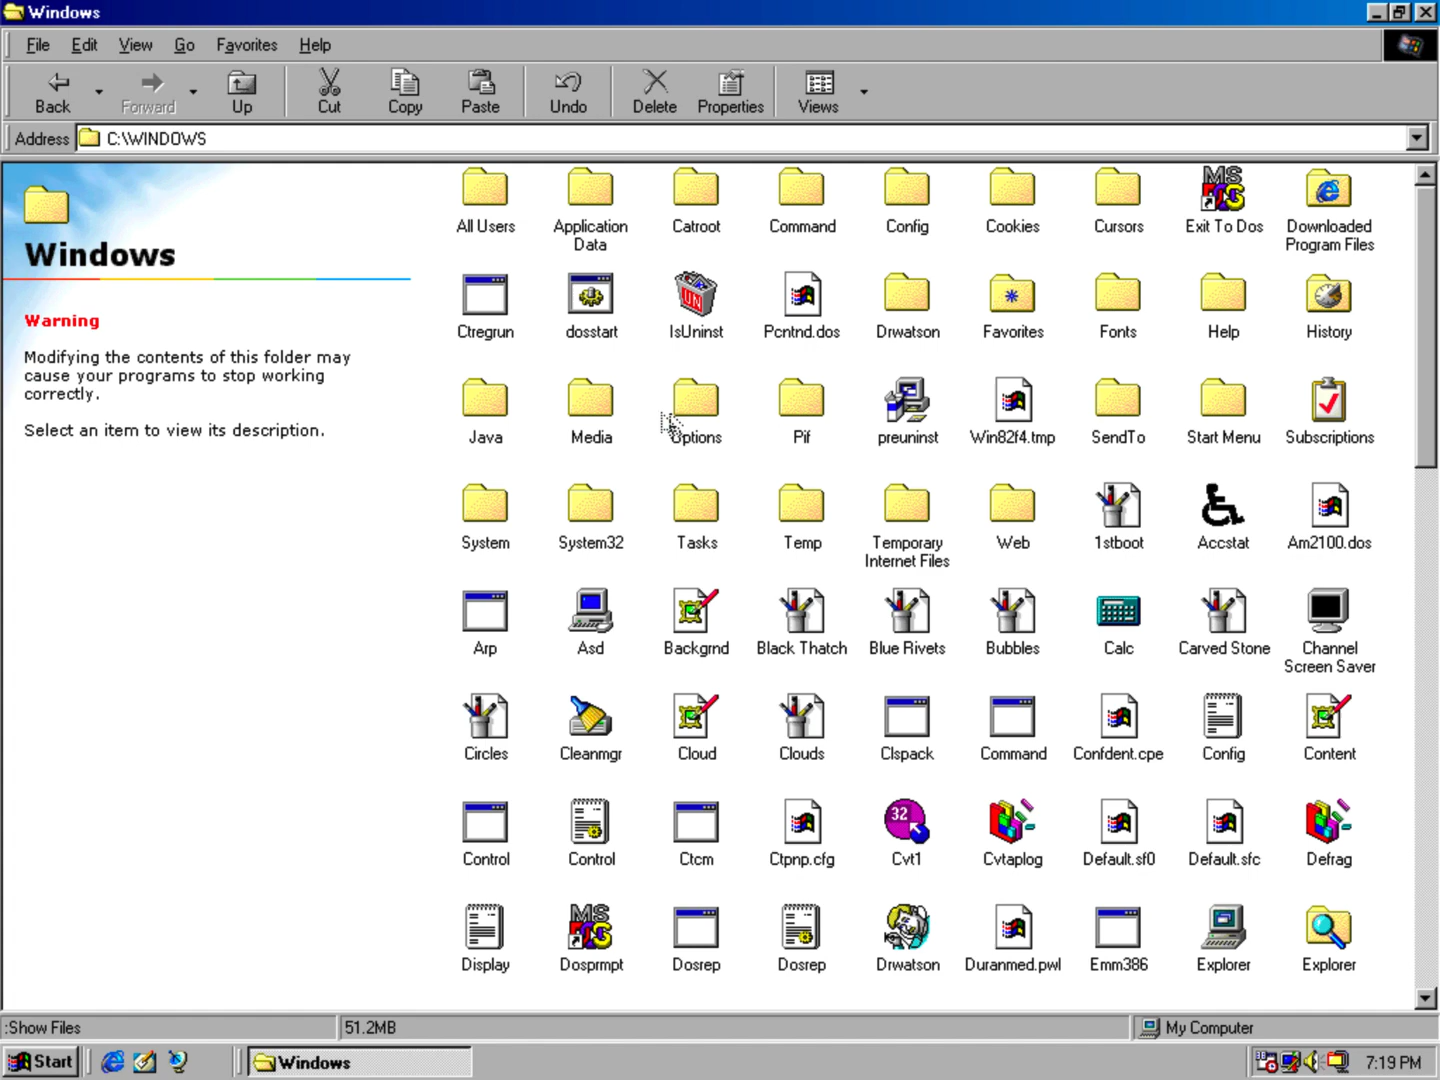 Windows
File Edit View Go Favorites Help
Back Forward Up Cut Copy Paste Undo Delete Properties Views
Address C:\WINDOWS
Windows
Warning
Modifying the contents of this folder may
cause your programs to stop working
correctly.
Select an item to view its description.
All Users Application Data Catroot Command Config Cookies Cursors Exit To Dos Downloaded Program Files
Ctregrun dosstart IsUninst Pcntnd.dos Drwatson Favorites Fonts Help History
Java Media Options Pif preuninst Win82f4.tmp SendTo Start Menu Subscriptions
System System32 Tasks Temp Temporary Internet Files Web 1stboot Accstat Am2100.dos
Arp Asd Backgrnd Black Thatch Blue Rivets Bubbles Calc Carved Stone Channel Screen Saver
Circles Cleanmgr Cloud Clouds Clspack Command Confdent.cpe Config Content
Control Control Ctcm Ctpnp.cfg Cvt1 Cvtaplog Default.sf0 Default.sfc Defrag
Display Dosprmpt Dosrep Dosrep Drwatson Duranmed.pwl Emm386 Explorer Explorer
:Show Files 51.2MB My Computer
Start Windows 7:19 PM